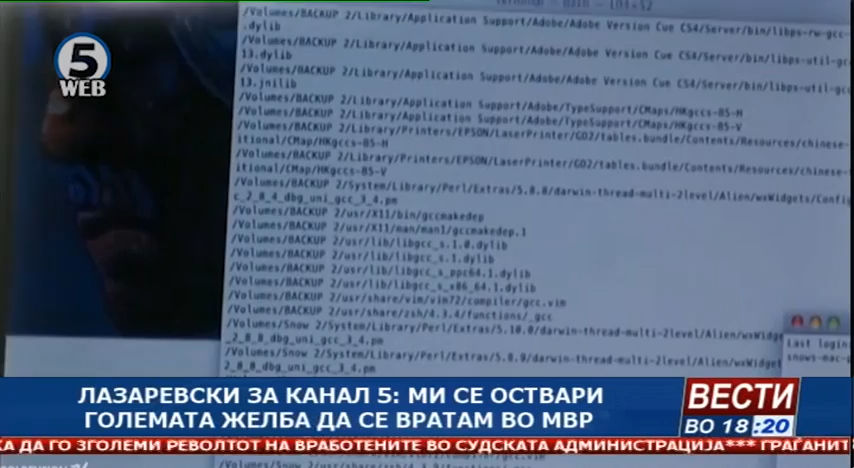 Terminal — bash — 101×52
/Volumes/BACKUP 2/Library/Application Support/Adobe/Adobe Version Cue CS4/Server/bin/libps-rw-gcc-
.dylib
/Volumes/BACKUP 2/Library/Application Support/Adobe/Adobe Version Cue CS4/Server/bin/libps-util-gcc
13.dylib
/Volumes/BACKUP 2/Library/Application Support/Adobe/Adobe Version Cue CS4/Server/bin/libps-util-gcc
13.jnilib
/Volumes/BACKUP 2/Library/Application Support/Adobe/TypeSupport/CMaps/HKgccs-B5-H
/Volumes/BACKUP 2/Library/Application Support/Adobe/TypeSupport/CMaps/HKgccs-B5-V
/Volumes/BACKUP 2/Library/Printers/EPSON/LaserPrinter/GD2/tables.bundle/Contents/Resources/chinese-
itional/CMap/HKgccs-B5-H
/Volumes/BACKUP 2/Library/Printers/EPSON/LaserPrinter/GD2/tables.bundle/Contents/Resources/chinese-
itional/CMap/HKgccs-B5-V
/Volumes/BACKUP 2/System/Library/Perl/Extras/5.8.8/darwin-thread-multi-2level/Alien/wxWidgets/Config
c_2_8_4_dbg_uni_gcc_3_4.pm
/Volumes/BACKUP 2/usr/X11/bin/gccmakedep
/Volumes/BACKUP 2/usr/X11/man/man1/gccmakedep.1
/Volumes/BACKUP 2/usr/lib/libgcc_s.1.0.dylib
/Volumes/BACKUP 2/usr/lib/libgcc_s.1.dylib
/Volumes/BACKUP 2/usr/lib/libgcc_s_ppc64.1.dylib
/Volumes/BACKUP 2/usr/lib/libgcc_s_x86_64.1.dylib
/Volumes/BACKUP 2/usr/share/vim/vim72/compiler/gcc.vim
/Volumes/BACKUP 2/usr/share/zsh/4.3.4/functions/_gcc
/Volumes/Snow 2/System/Library/Perl/Extras/5.10.0/darwin-thread-multi-2level/Alien/wxWidge
_2_8_8_dbg_uni_gcc_3_4.pm
/Volumes/Snow 2/System/Library/Perl/Extras/5.8.9/darwin-thread-multi-2level/Alien/wxWidge
2_8_8_dbg_uni_gcc_3_4.pm
Last login:
snows-mac-p
5
WEB
ЛАЗАРЕВСКИ ЗА КАНАЛ 5: МИ СЕ ОСТВАРИ
ГОЛЕМАТА ЖЕЛБА ДА СЕ ВРАТАМ ВО МВР
ВЕСТИ
ВО 18:20
КА ДА ГО ЗГОЛЕМИ РЕВОЛТОТ НА ВРАБОТЕНИТЕ ВО СУДСКАТА АДМИНИСТРАЦИЈА*** ГРАГАНИТ